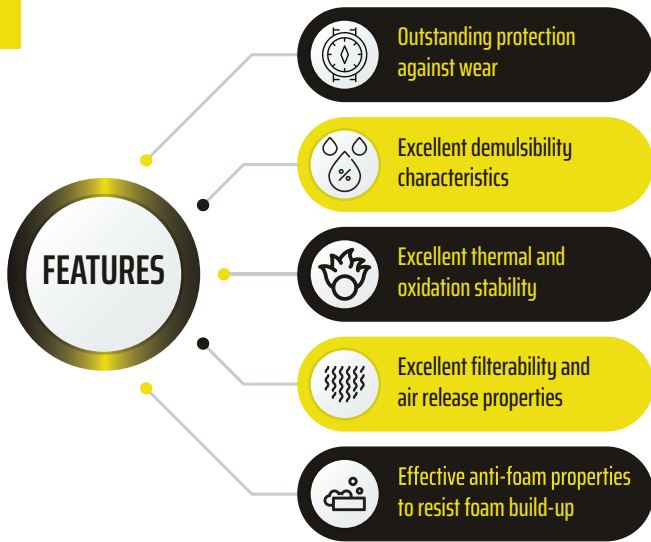 Outstanding protection
against wear
Excellent demulsibility
characteristics
%
FEATURES
Excellent thermal and
oxidation stability
Excellent filterability and
air release properties
Effective anti-foam properties
to resist foam build-up